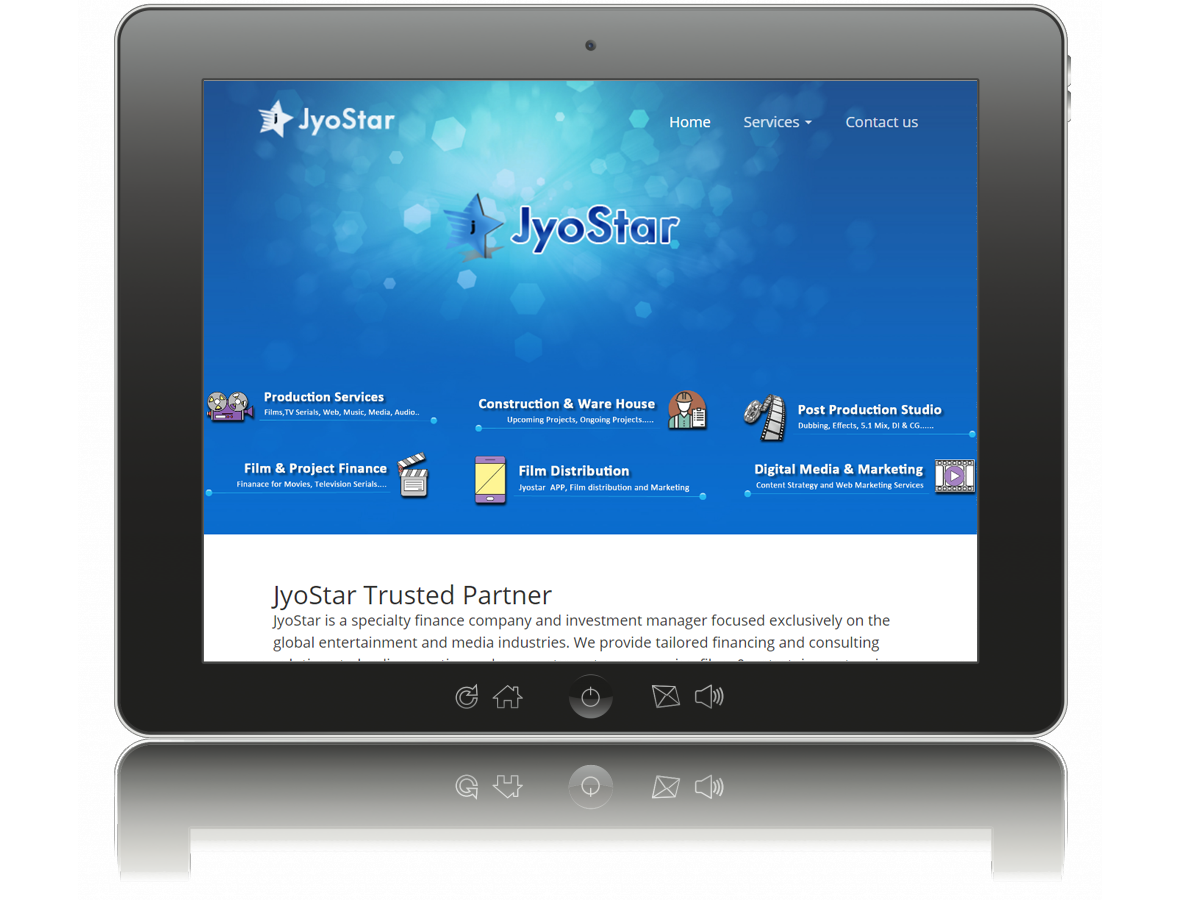 JyoStar
Home
Services
Contact us
j
JyoStar
Production Services
Films,TV Serials, Web, Music, Media, Audio..
Construction & Ware House
Upcoming Projects, Ongoing Projects.....
Post Production Studio
Dubbing, Effects, 5.1 Mix, DI & CG......
Film & Project Finance
Finanace for Movies, Television Serials....
Film Distribution
Jyostar APP, Film distribution and Marketing
Digital Media & Marketing
Content Strategy and Web Marketing Services
JyoStar Trusted Partner
JyoStar is a specialty finance company and investment manager focused exclusively on the
global entertainment and media industries. We provide tailored financing and consulting